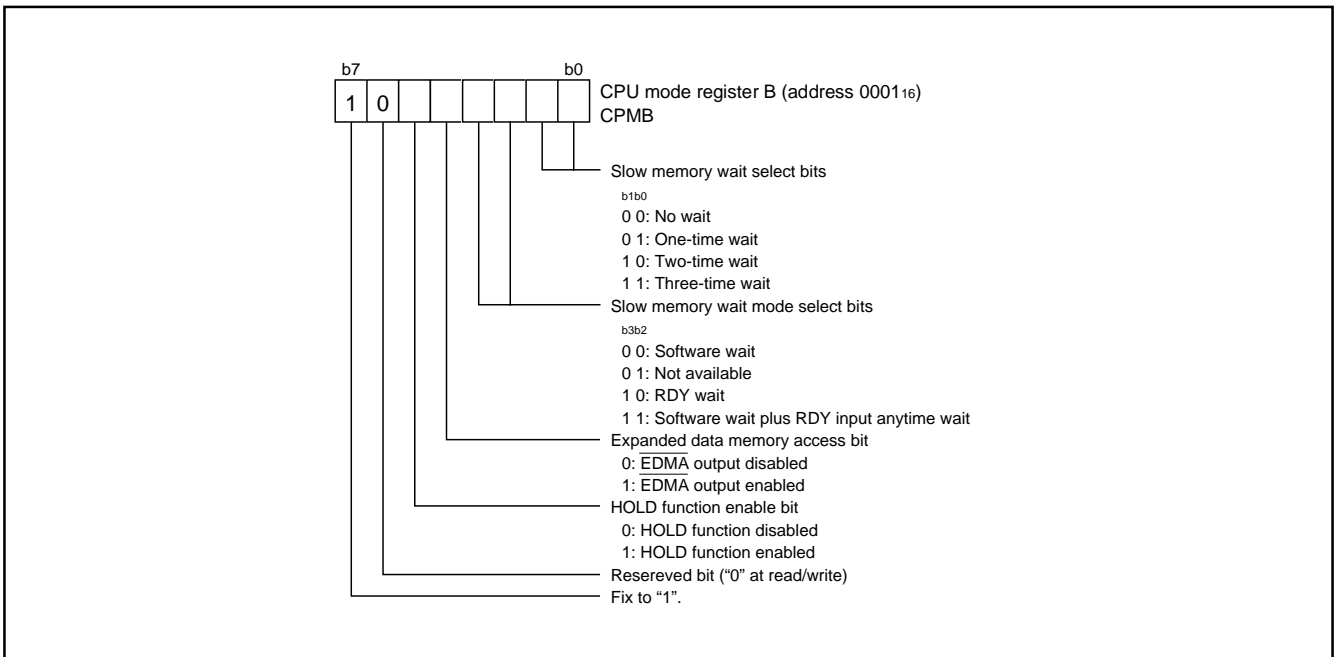 b7 b0
1 0
CPU mode register B (address 0001₁₆)
CPMB
Slow memory wait select bits
b1b0
0 0: No wait
0 1: One-time wait
1 0: Two-time wait
1 1: Three-time wait
Slow memory wait mode select bits
b3b2
0 0: Software wait
0 1: Not available
1 0: RDY wait
1 1: Software wait plus RDY input anytime wait
Expanded data memory access bit
0: E̅D̅M̅A̅ output disabled
1: E̅D̅M̅A̅ output enabled
HOLD function enable bit
0: HOLD function disabled
1: HOLD function enabled
Resereved bit (“0” at read/write)
Fix to “1”.